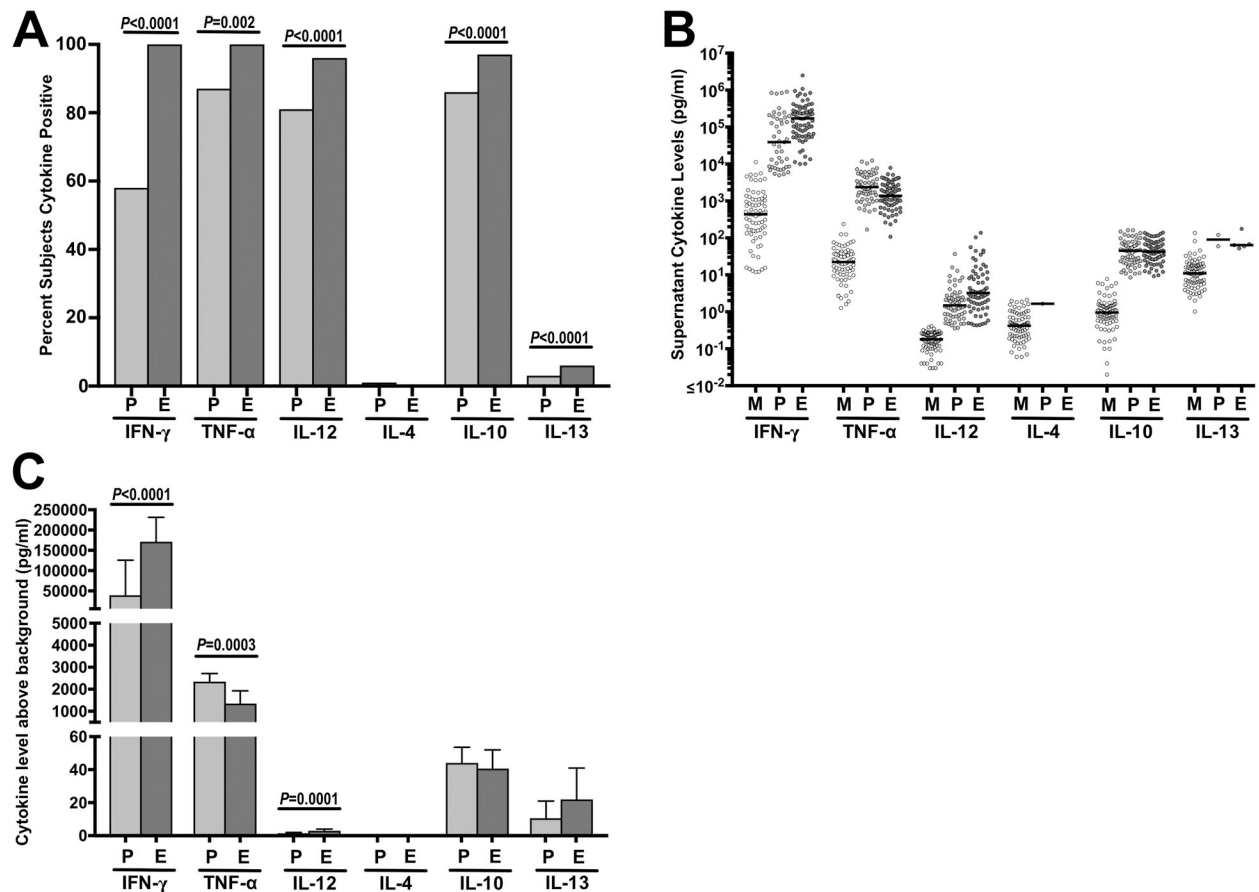 A
P<0.0001 P=0.002 P<0.0001 P<0.0001 P<0.0001
Percent Subjects Cytokine Positive
100
80
60
40
20
0
P E P E P E P E P E P E
IFN-γ TNF-α IL-12 IL-4 IL-10 IL-13
B
Supernatant Cytokine Levels (pg/ml)
10⁷
10⁶
10⁵
10⁴
10³
10²
10¹
10⁰
10⁻¹
≤10⁻²
M P E M P E M P E M P E M P E M P E
IFN-γ TNF-α IL-12 IL-4 IL-10 IL-13
C
P<0.0001
P=0.0003
P=0.0001
Cytokine level above background (pg/ml)
250000
200000
150000
100000
50000
5000
4000
3000
2000
1000
60
40
20
0
P E P E P E P E P E P E
IFN-γ TNF-α IL-12 IL-4 IL-10 IL-13